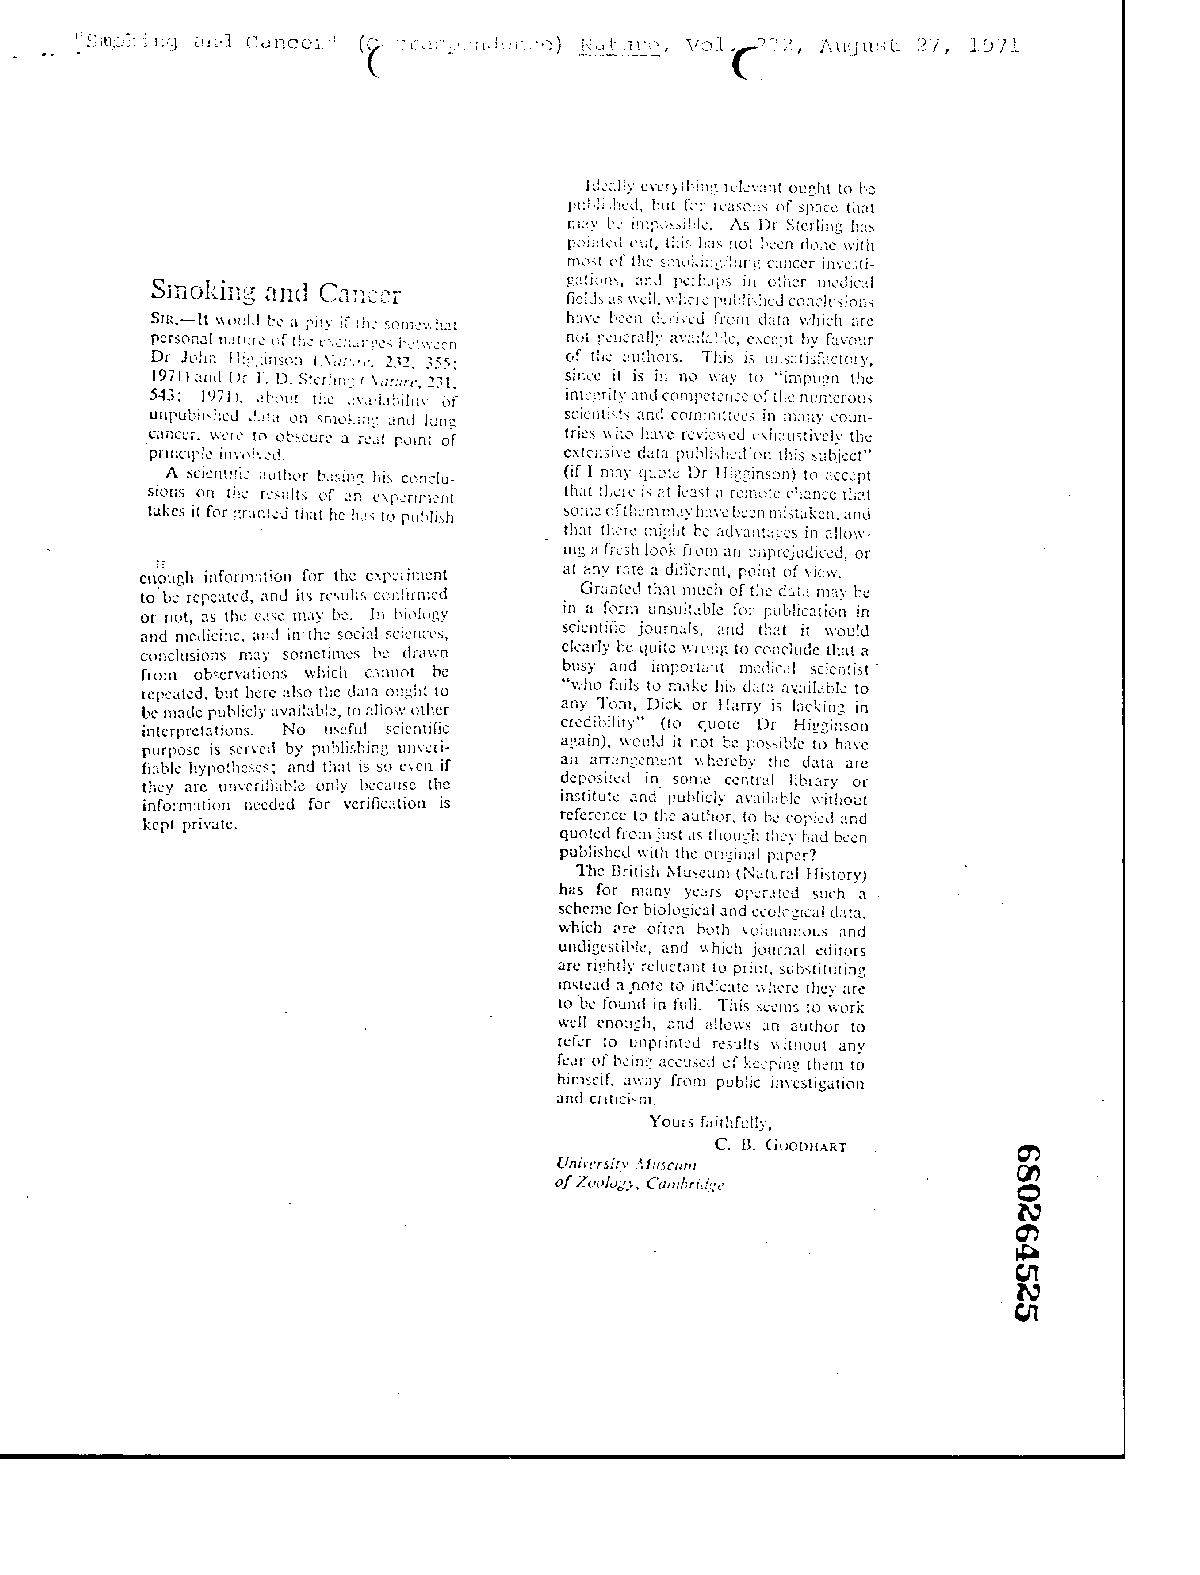 "Smoking and Cancer" (Correspondence) Nature, Vol. 232, August 27, 1971
Smoking and Cancer
SIR.—It would be a pity if the somewhat
personal nature of the exchanges between
Dr John Higginson (Nature, 232, 355;
1971) and Dr T. D. Sterling (Nature, 231,
543; 1971), about the availability of
unpublished data on smoking and lung
cancer, were to obscure a real point of
principle involved.
A scientific author basing his conclu-
sions on the results of an experiment
takes it for granted that he has to publish
enough information for the experiment
to be repeated, and its results confirmed
or not, as the case may be. In biology
and medicine, and in the social sciences,
conclusions may sometimes be drawn
from observations which cannot be
repeated, but here also the data ought to
be made publicly available, to allow other
interpretations. No useful scientific
purpose is served by publishing unveri-
fiable hypotheses; and that is so even if
they are unverifiable only because the
information needed for verification is
kept private.
Ideally everything relevant ought to be
published, but for reasons of space that
may be impossible. As Dr Sterling has
pointed out, this has not been done with
most of the smoking/lung cancer investi-
gations, and perhaps in other medical
fields as well, where published conclusions
have been derived from data which are
not generally available, except by favour
of the authors. This is unsatisfactory,
since it is in no way to "impugn the
integrity and competence of the numerous
scientists and committees in many coun-
tries who have reviewed exhaustively the
extensive data published on this subject"
(if I may quote Dr Higginson) to accept
that there is at least a remote chance that
some of them may have been mistaken, and
that there might be advantages in allow-
ing a fresh look from an unprejudiced, or
at any rate a different, point of view.
Granted that much of the data may be
in a form unsuitable for publication in
scientific journals, and that it would
clearly be quite wrong to conclude that a
busy and important medical scientist
"who fails to make his data available to
any Tom, Dick or Harry is lacking in
credibility" (to quote Dr Higginson
again), would it not be possible to have
an arrangement whereby the data are
deposited in some central library or
institute and publicly available without
reference to the author, to be copied and
quoted from just as though they had been
published with the original paper?
The British Museum (Natural History)
has for many years operated such a
scheme for biological and ecological data,
which are often both voluminous and
undigestible, and which journal editors
are rightly reluctant to print, substituting
instead a note to indicate where they are
to be found in full. This seems to work
well enough, and allows an author to
refer to unprinted results without any
fear of being accused of keeping them to
himself, away from public investigation
and criticism.
Yours faithfully,
C. B. GOODHART
University Museum
of Zoology, Cambridge
680264525